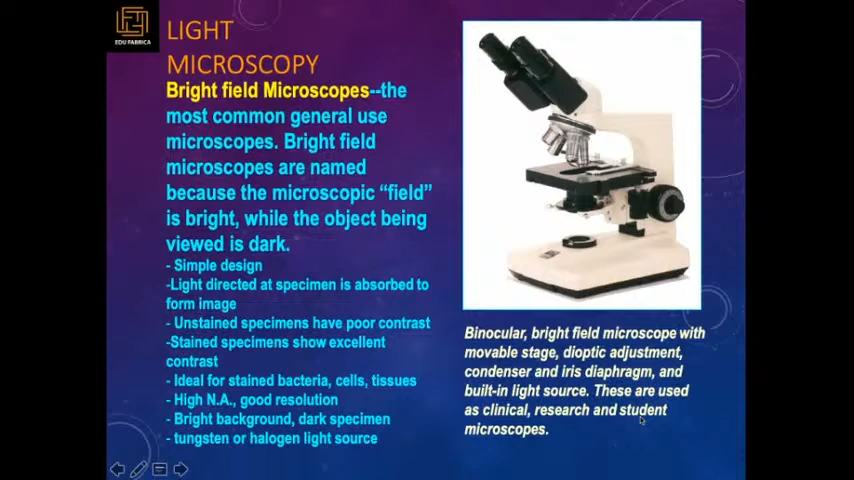 EDU FABRICA
LIGHT
MICROSCOPY
Bright field Microscopes--the
most common general use
microscopes. Bright field
microscopes are named
because the microscopic “field”
is bright, while the object being
viewed is dark.
- Simple design
-Light directed at specimen is absorbed to
form image
- Unstained specimens have poor contrast
-Stained specimens show excellent
contrast
- Ideal for stained bacteria, cells, tissues
- High N.A., good resolution
- Bright background, dark specimen
- tungsten or halogen light source
Binocular, bright field microscope with
movable stage, dioptic adjustment,
condenser and iris diaphragm, and
built-in light source. These are used
as clinical, research and student
microscopes.